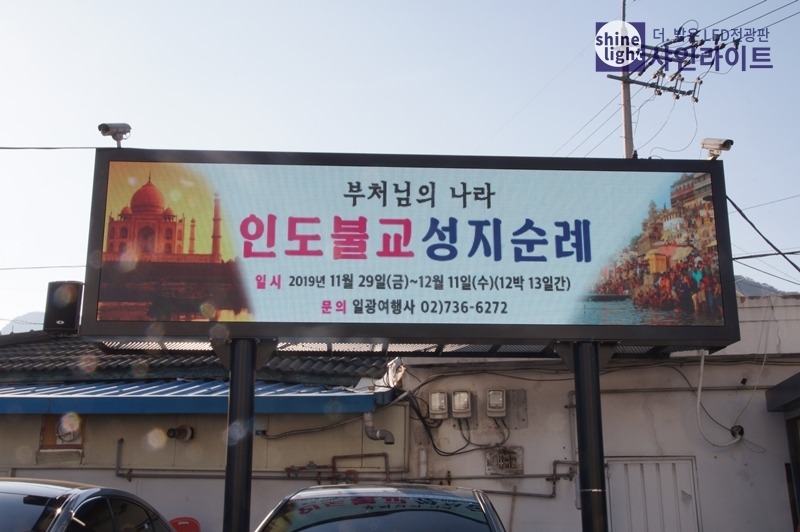 shine
light
더, 밝은 LED전광판
샤인라이트
부처님의 나라
인도불교성지순례
일시 2019년 11월 29일(금)~12월 11일(수)(12박 13일간)
문의 일광여행사 02)736-6272